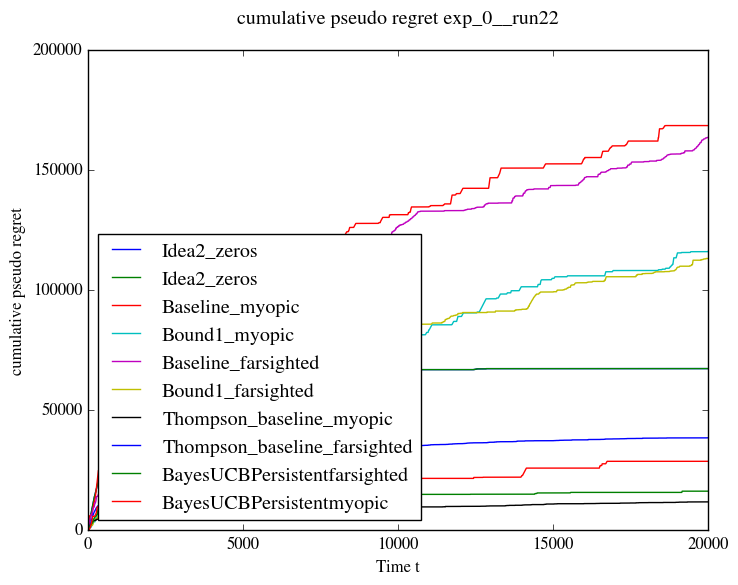 cumulative pseudo regret exp_0__run22
200000
150000
100000
50000
0
cumulative pseudo regret
Idea2_zeros
Idea2_zeros
Baseline_myopic
Bound1_myopic
Baseline_farsighted
Bound1_farsighted
Thompson_baseline_myopic
Thompson_baseline_farsighted
BayesUCBPersistentfarsighted
BayesUCBPersistentmyopic
0 5000 10000 15000 20000
Time t